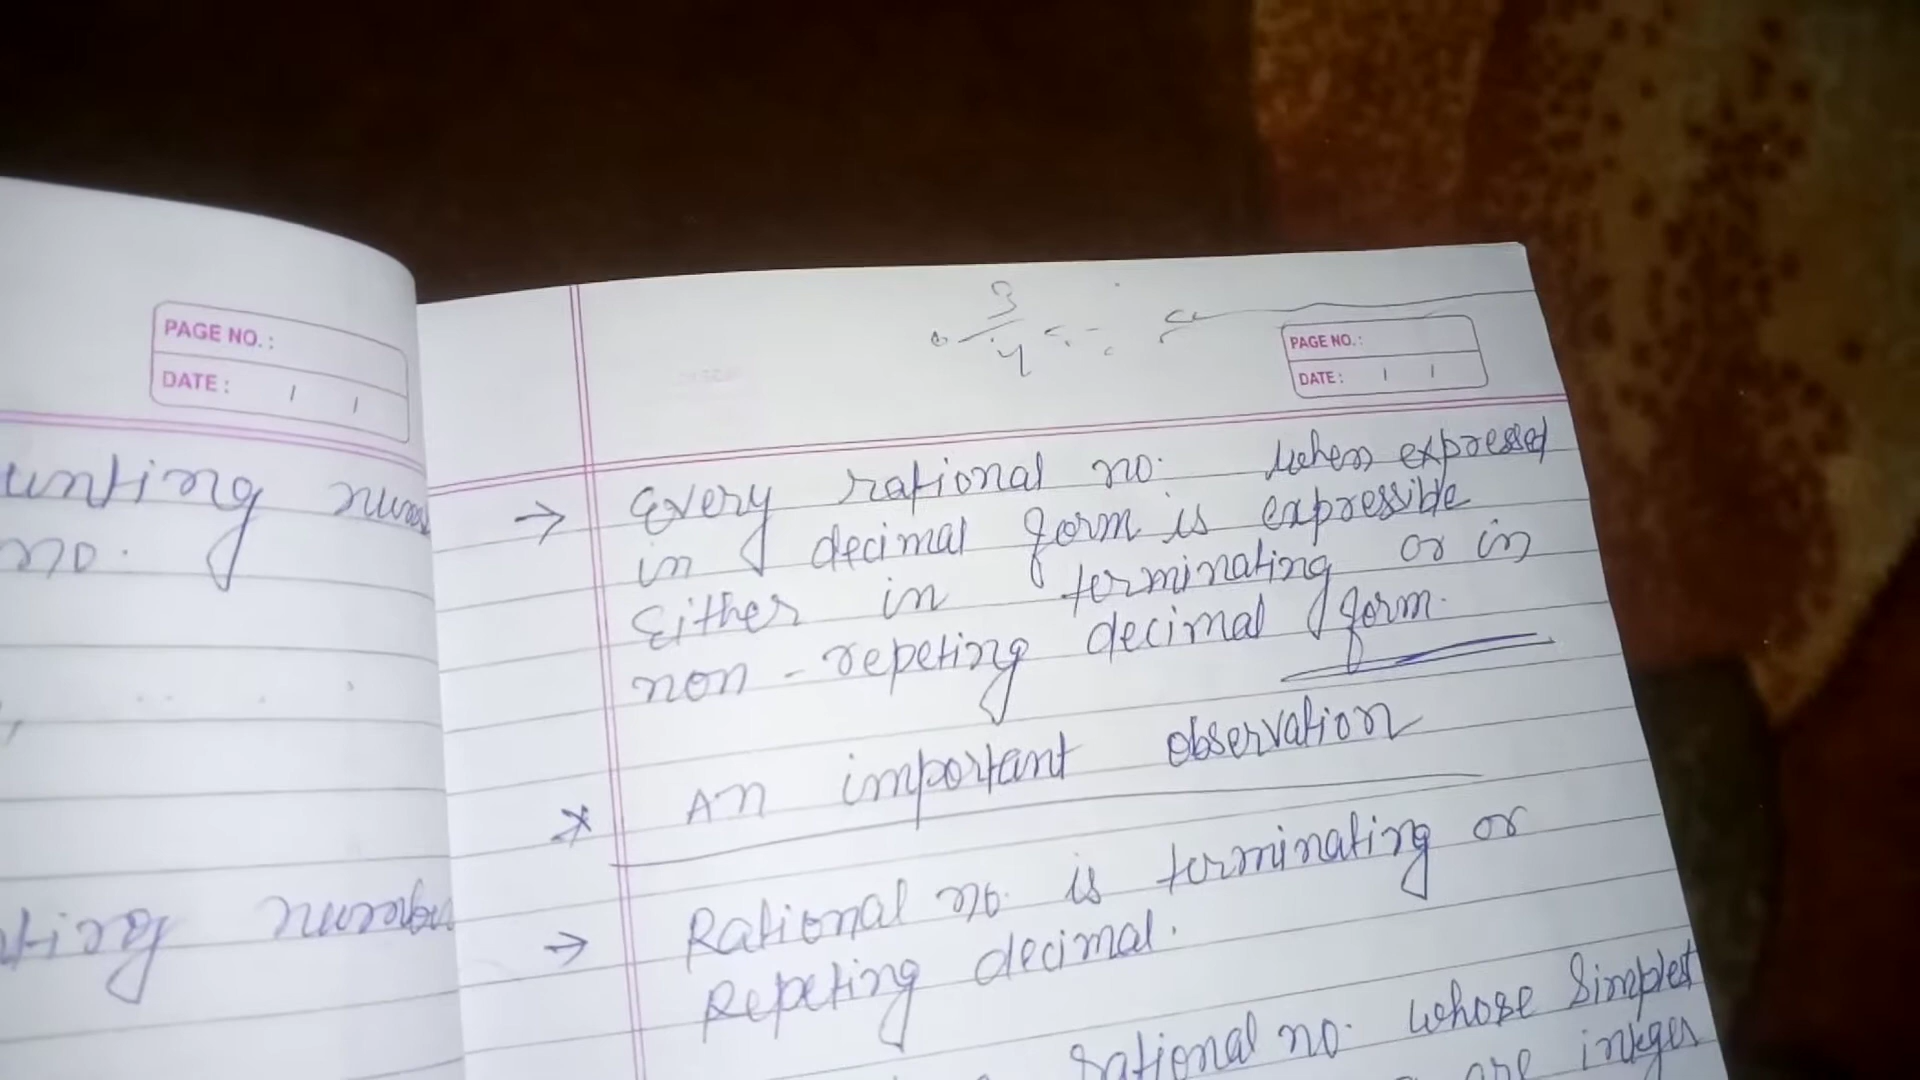 PAGE NO.:
DATE: / /
unting num
no.
3
4
PAGE NO.:
DATE: / /
→ Every rational no. when expressed
in decimal form is expressible
Either in terminating or in
non-repeting decimal form.
* An important observation
→ Rational no. is terminating or
Repeting decimal.
rational no. whose simplest
are integer